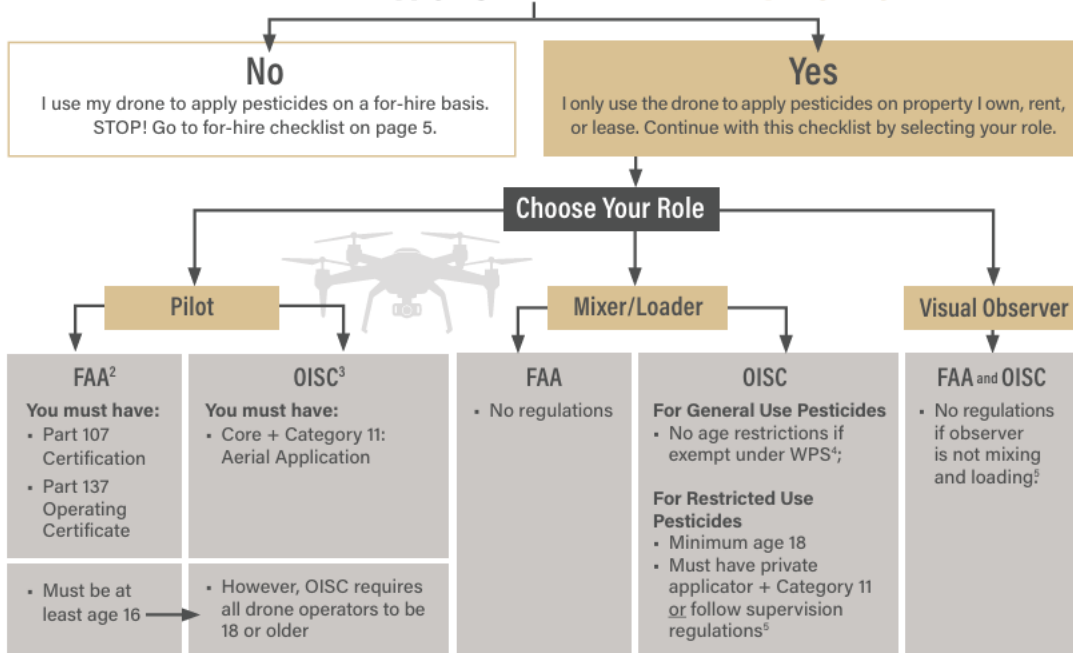 No
I use my drone to apply pesticides on a for-hire basis.
STOP! Go to for-hire checklist on page 5.
Yes
I only use the drone to apply pesticides on property I own, rent,
or lease. Continue with this checklist by selecting your role.
Choose Your Role
Pilot
Mixer/Loader
Visual Observer
FAA²
You must have:
▪ Part 107
Certification
▪ Part 137
Operating
Certificate
▪ Must be at
least age 16
OISC³
You must have:
▪ Core + Category 11:
Aerial Application
▪ However, OISC requires
all drone operators to be
18 or older
FAA
▪ No regulations
OISC
For General Use Pesticides
▪ No age restrictions if
exempt under WPS⁴;
For Restricted Use
Pesticides
▪ Minimum age 18
▪ Must have private
applicator + Category 11
or follow supervision
regulations⁵
FAA and OISC
▪ No regulations
if observer
is not mixing
and loading.⁵